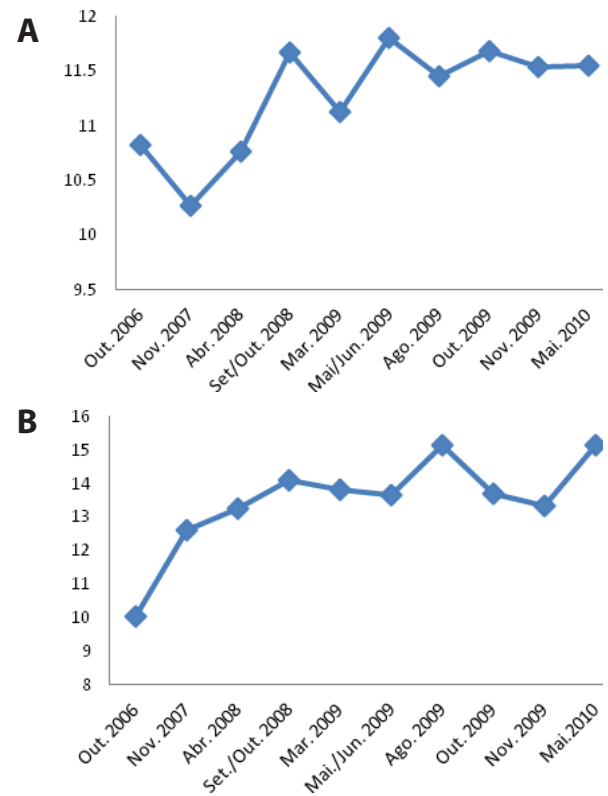 A
12
11.5
11
10.5
10
9.5
Out. 2006
Nov. 2007
Abr. 2008
Set/Out. 2008
Mar. 2009
Mai/Jun. 2009
Ago. 2009
Out. 2009
Nov. 2009
Mai. 2010
B
16
15
14
13
12
11
10
9
8
Out. 2006
Nov. 2007
Abr. 2008
Set./Out. 2008
Mar. 2009
Mai./Jun. 2009
Ago. 2009
Out. 2009
Nov. 2009
Mai.2010